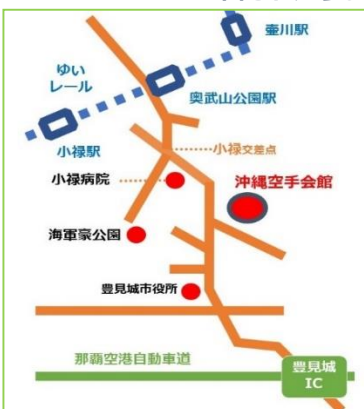 壷川駅
ゆい
レール
奥武山公園駅
小禄駅
小禄交差点
小禄病院
沖縄空手会館
海軍豪公園
豊見城市役所
那覇空港自動車道
豊見城
IC